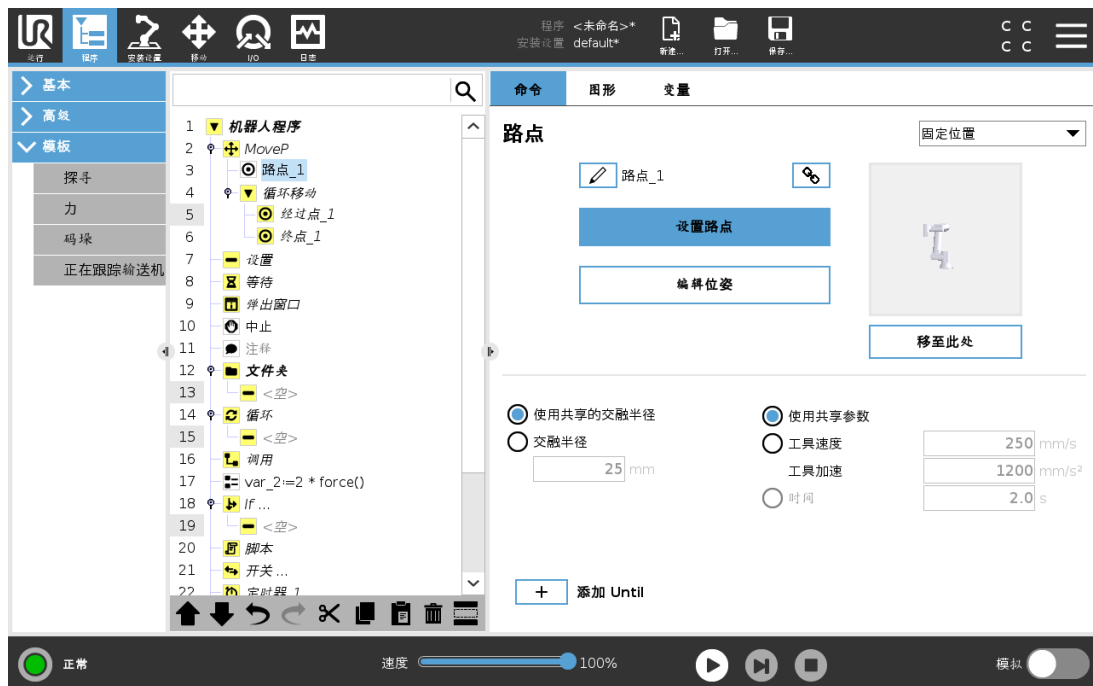 UR
程序 <未命名>*
安装设置 default*
运行
程序
安装设置
移动
I/O
日志
新建...
打开...
保存...
C C
C C
基本
高级
模板
探寻
力
码垛
正在跟踪输送机
1 机器人程序
2 MoveP
3 路点_1
4 循环移动
5 经过点_1
6 终点_1
7 设置
8 等待
9 弹出窗口
10 中止
11 注释
12 文件夹
13 <空>
14 循环
15 <空>
16 调用
17 var_2:=2 * force()
18 If ...
19 <空>
20 脚本
21 开关 ...
22 定时器_1
命令
图形
变量
路点
固定位置
路点_1
设置路点
编辑位姿
移至此处
使用共享的交融半径
交融半径
25 mm
使用共享参数
工具速度 250 mm/s
工具加速 1200 mm/s²
时间 2.0 s
+ 添加 Until
正常
速度 100%
模拟